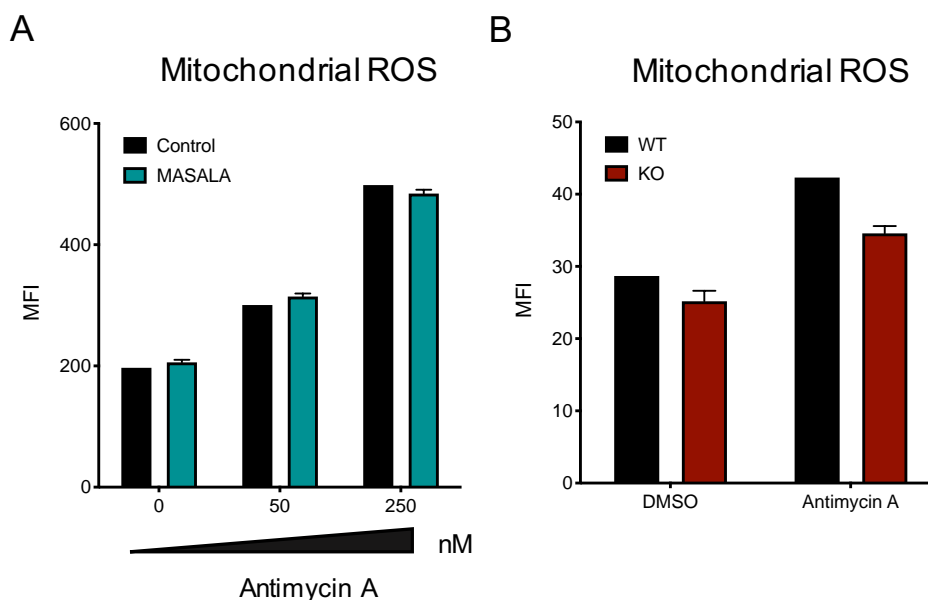 A
Mitochondrial ROS
600
400
200
0
MFI
Control
MASALA
0 50 250
nM
Antimycin A
B
Mitochondrial ROS
50
40
30
20
10
0
MFI
WT
KO
DMSO Antimycin A